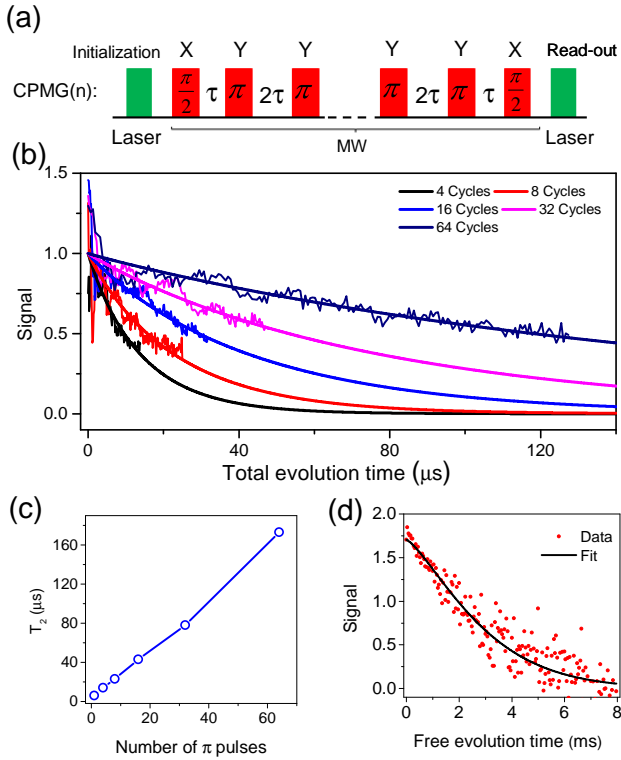 (a)
Initialization X Y Y Y Y X Read-out
CPMG(n): π/2 τ π 2τ π π 2τ π τ π/2
Laser MW Laser
(b)
1.5
1.0
0.5
0.0
Signal
4 Cycles 8 Cycles
16 Cycles 32 Cycles
64 Cycles
0 40 80 120
Total evolution time (μs)
(c)
160
120
80
40
0
T2 (μs)
0 20 40 60
Number of π pulses
(d)
2.0
1.5
1.0
0.5
0.0
Signal
Data
Fit
0 2 4 6 8
Free evolution time (ms)